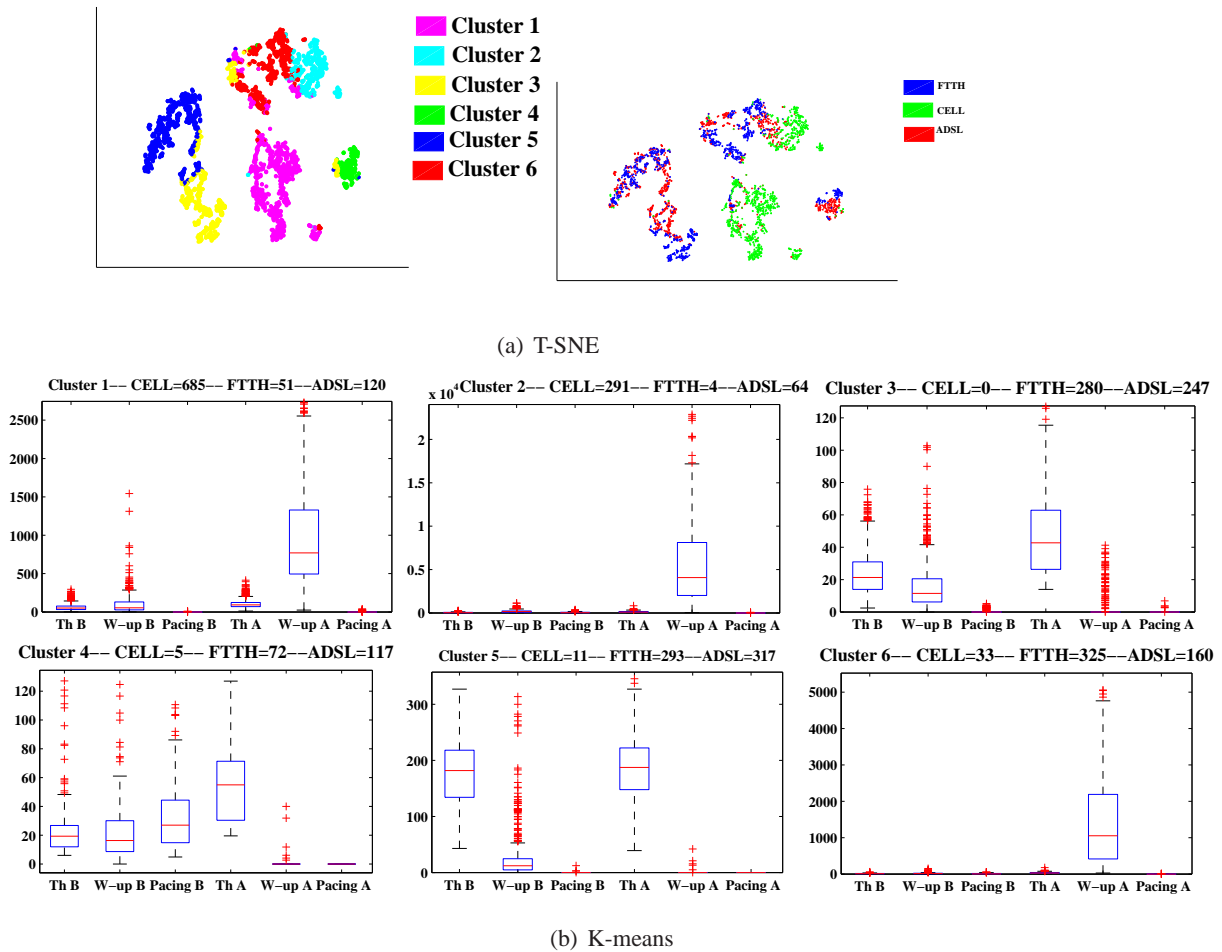 Cluster 1
Cluster 2
Cluster 3
Cluster 4
Cluster 5
Cluster 6
FTTH
CELL
ADSL
(a) T-SNE
Cluster 1−− CELL=685−− FTTH=51−−ADSL=120
2500
2000
1500
1000
500
0
Th B W−up B Pacing B Th A W−up A Pacing A
x 10^4 Cluster 2−− CELL=291−− FTTH=4−−ADSL=64
2
1.5
1
0.5
0
Th B W−up B Pacing B Th A W−up A Pacing A
Cluster 3−− CELL=0−− FTTH=280−−ADSL=247
120
100
80
60
40
20
0
Th B W−up B Pacing B Th A W−up A Pacing A
Cluster 4−− CELL=5−− FTTH=72−−ADSL=117
120
100
80
60
40
20
0
Th B W−up B Pacing B Th A W−up A Pacing A
Cluster 5−− CELL=11−− FTTH=293−−ADSL=317
300
200
100
0
Th B W−up B Pacing B Th A W−up A Pacing A
Cluster 6−− CELL=33−− FTTH=325−−ADSL=160
5000
4000
3000
2000
1000
0
Th B W−up B Pacing B Th A W−up A Pacing A
(b) K-means